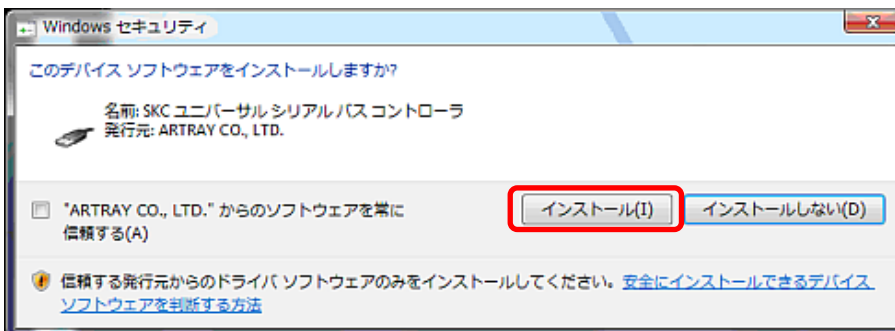 Windows セキュリティ
このデバイス ソフトウェアをインストールしますか?
名前: SKC ユニバーサル シリアル バス コントローラ
発行元: ARTRAY CO., LTD.
"ARTRAY CO., LTD." からのソフトウェアを常に
信頼する(A)
インストール(I)
インストールしない(D)
信頼する発行元からのドライバ ソフトウェアのみをインストールしてください。安全にインストールできるデバイス
ソフトウェアを判断する方法